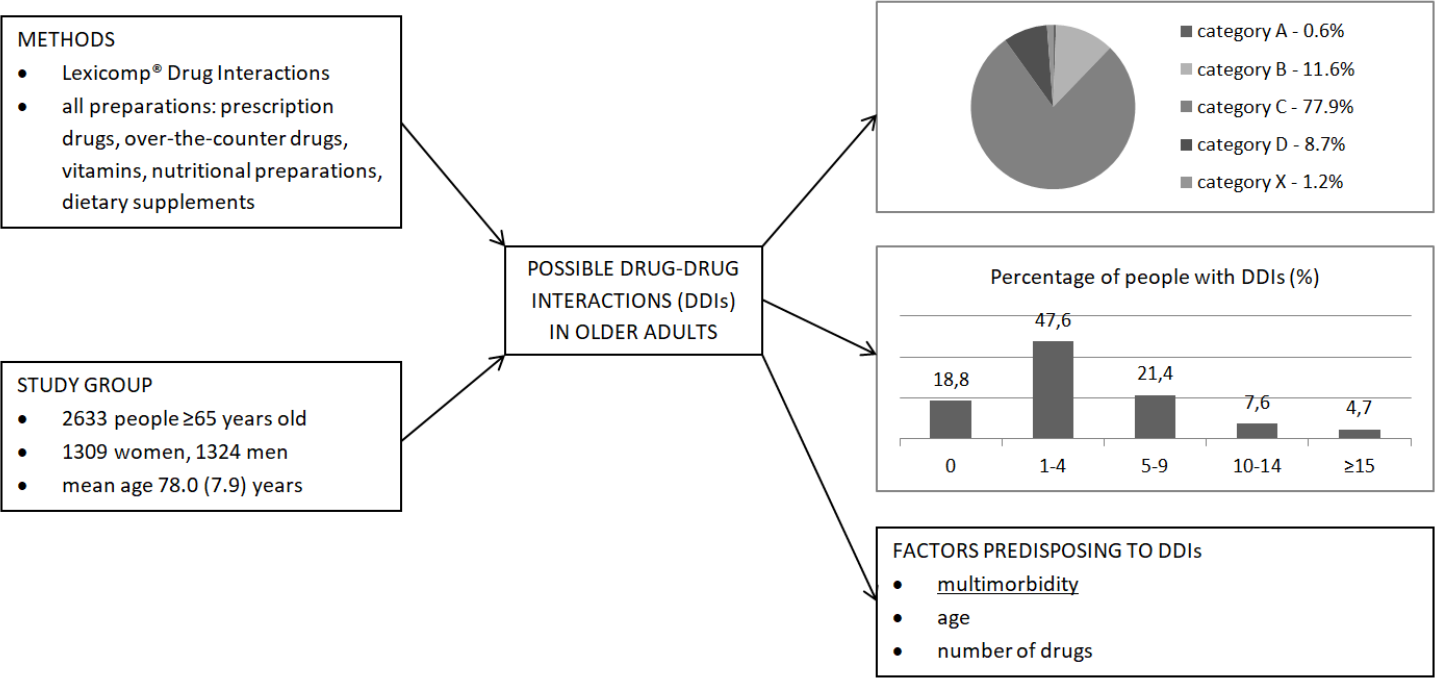 METHODS
• Lexicomp® Drug Interactions
• all preparations: prescription
drugs, over-the-counter drugs,
vitamins, nutritional preparations,
dietary supplements
STUDY GROUP
• 2633 people ≥65 years old
• 1309 women, 1324 men
• mean age 78.0 (7.9) years
POSSIBLE DRUG-DRUG
INTERACTIONS (DDIs)
IN OLDER ADULTS
category A - 0.6%
category B - 11.6%
category C - 77.9%
category D - 8.7%
category X - 1.2%
Percentage of people with DDIs (%)
18,8
47,6
21,4
7,6
4,7
0
1-4
5-9
10-14
≥15
FACTORS PREDISPOSING TO DDIs
• multimorbidity
• age
• number of drugs